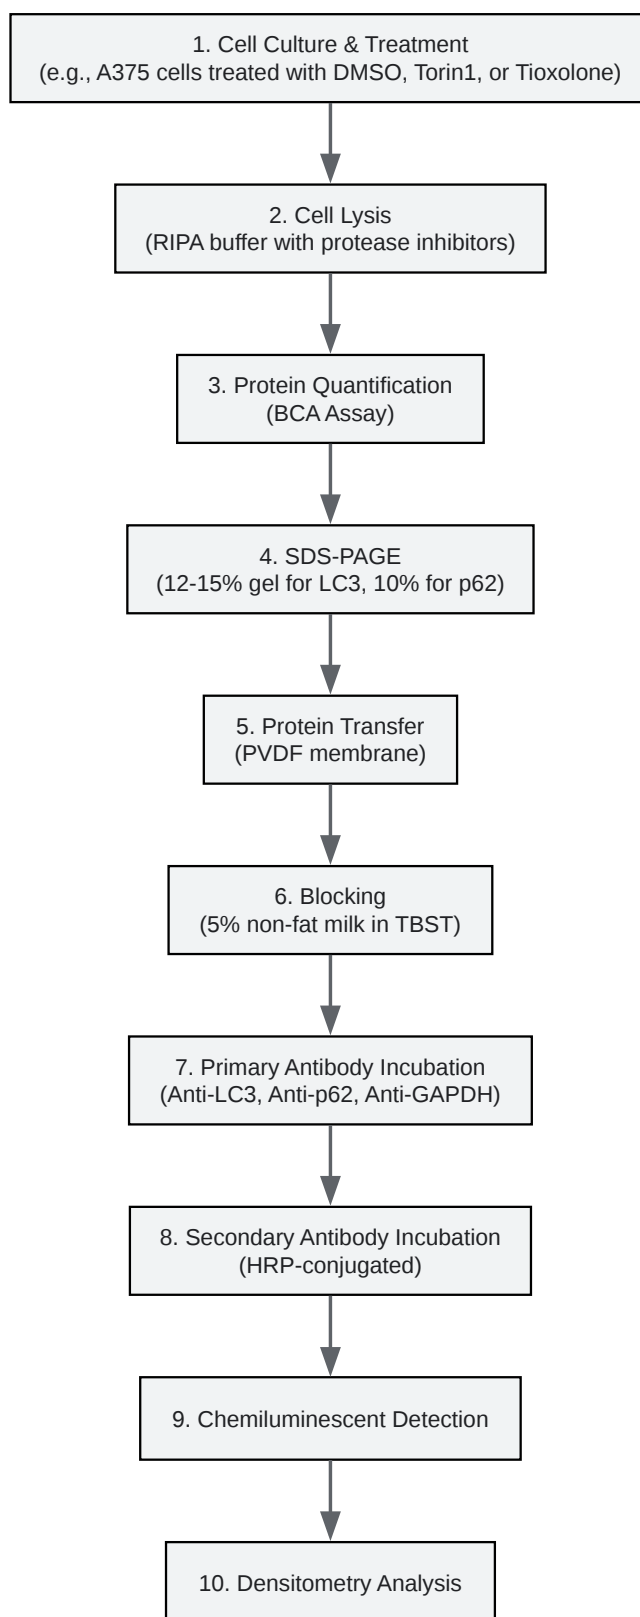 1. Cell Culture & Treatment
(e.g., A375 cells treated with DMSO, Torin1, or Tioxolone)
2. Cell Lysis
(RIPA buffer with protease inhibitors)
3. Protein Quantification
(BCA Assay)
4. SDS-PAGE
(12-15% gel for LC3, 10% for p62)
5. Protein Transfer
(PVDF membrane)
6. Blocking
(5% non-fat milk in TBST)
7. Primary Antibody Incubation
(Anti-LC3, Anti-p62, Anti-GAPDH)
8. Secondary Antibody Incubation
(HRP-conjugated)
9. Chemiluminescent Detection
10. Densitometry Analysis